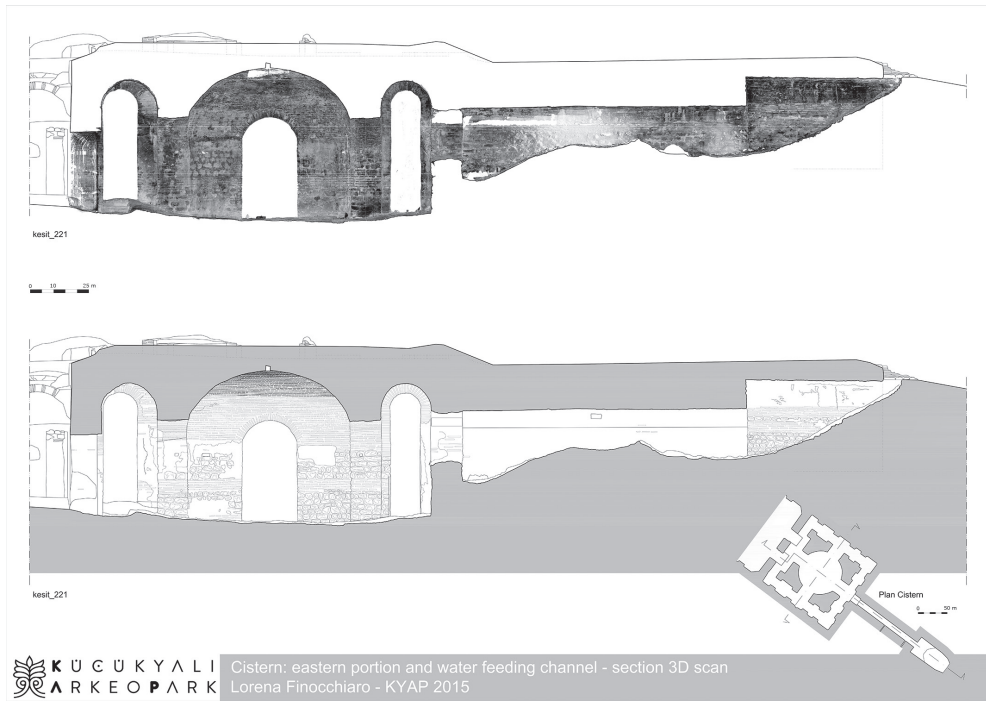 kesit_221
0 10 25 m
kesit_221
Plan Cistern
0 50 m
KÜÇÜKYALI
ARKEOPARK
Cistern: eastern portion and water feeding channel - section 3D scan
Lorena Finocchiaro - KYAP 2015